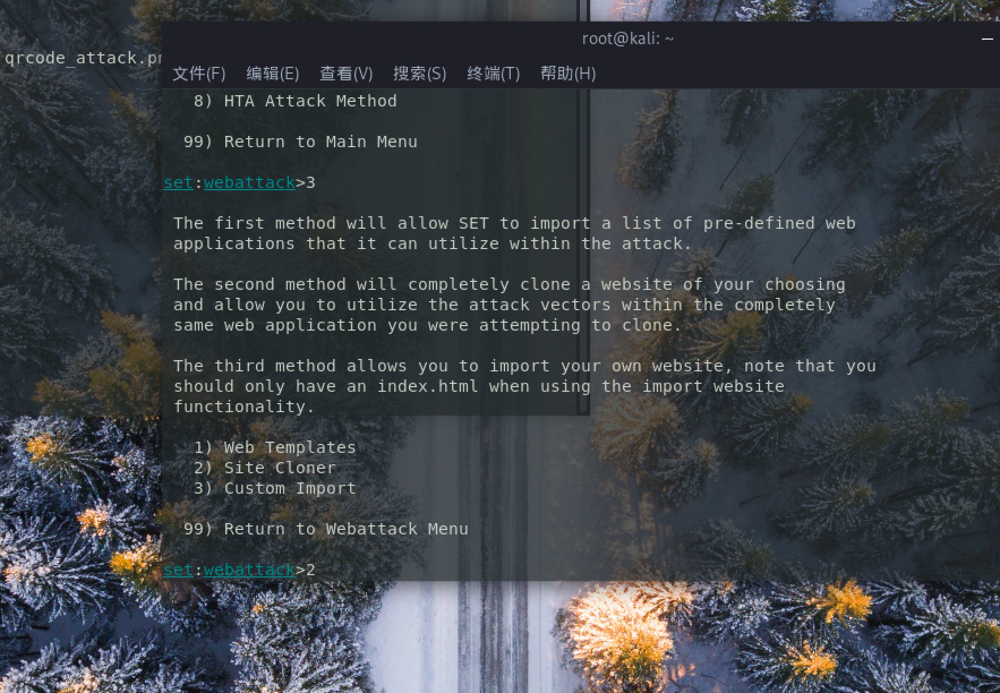 root@kali: ~
qrcode_attack.pn
文件(F) 编辑(E) 查看(V) 搜索(S) 终端(T) 帮助(H)
8) HTA Attack Method
99) Return to Main Menu
set:webattack>3
The first method will allow SET to import a list of pre-defined web
applications that it can utilize within the attack.
The second method will completely clone a website of your choosing
and allow you to utilize the attack vectors within the completely
same web application you were attempting to clone.
The third method allows you to import your own website, note that you
should only have an index.html when using the import website
functionality.
1) Web Templates
2) Site Cloner
3) Custom Import
99) Return to Webattack Menu
set:webattack>2